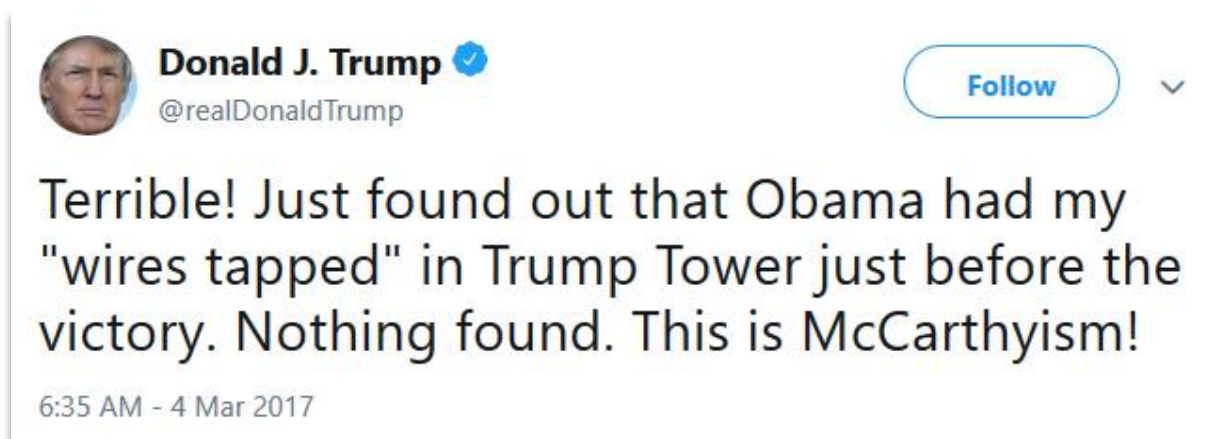 Donald J. Trump
@realDonaldTrump
Follow
Terrible! Just found out that Obama had my
"wires tapped" in Trump Tower just before the
victory. Nothing found. This is McCarthyism!
6:35 AM - 4 Mar 2017